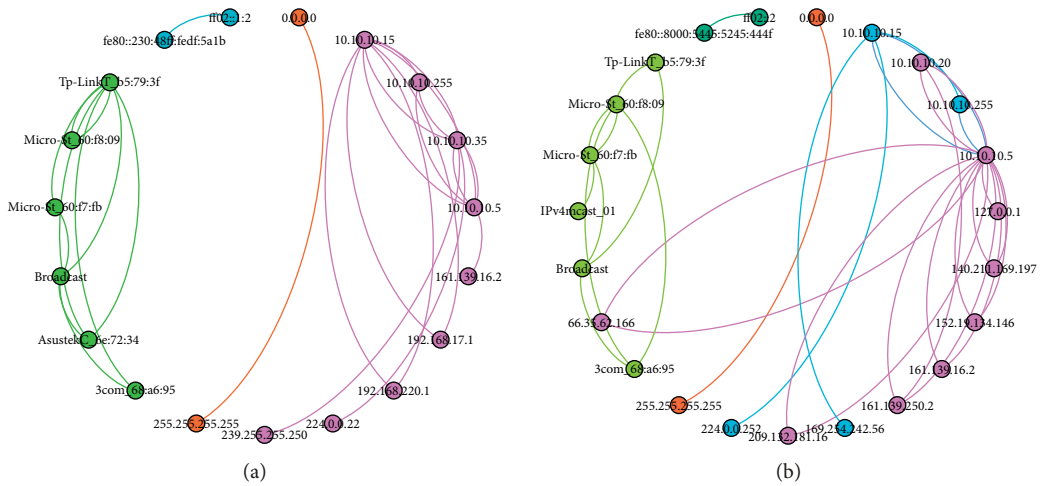 ff02::1:2
0.0.0.0
fe80::230:48ff:fedf:5a1b
10.10.10.15
Tp-LinkT_b5:79:3f
10.10.10.255
Micro-St_60:f8:09
10.10.10.35
Micro-St_60:f7:fb
10.10.10.5
Broadcast
161.139.16.2
AsustekC_6e:72:34
192.168.17.1
3com_68:a6:95
192.168.220.1
255.255.255.255
224.0.0.22
239.255.255.250
(a)
ff02::2
0.0.0.0
fe80::8000:5445:5245:444f
10.10.10.15
Tp-LinkT_b5:79:3f
10.10.10.20
Micro-St_60:f8:09
10.10.10.255
Micro-St_60:f7:fb
10.10.10.5
IPv4mcast_01
127.0.0.1
Broadcast
140.211.169.197
66.35.62.166
152.19.134.146
3com_68:a6:95
161.139.16.2
255.255.255.255
161.139.250.2
224.0.0.252
209.132.181.16
169.254.242.56
(b)